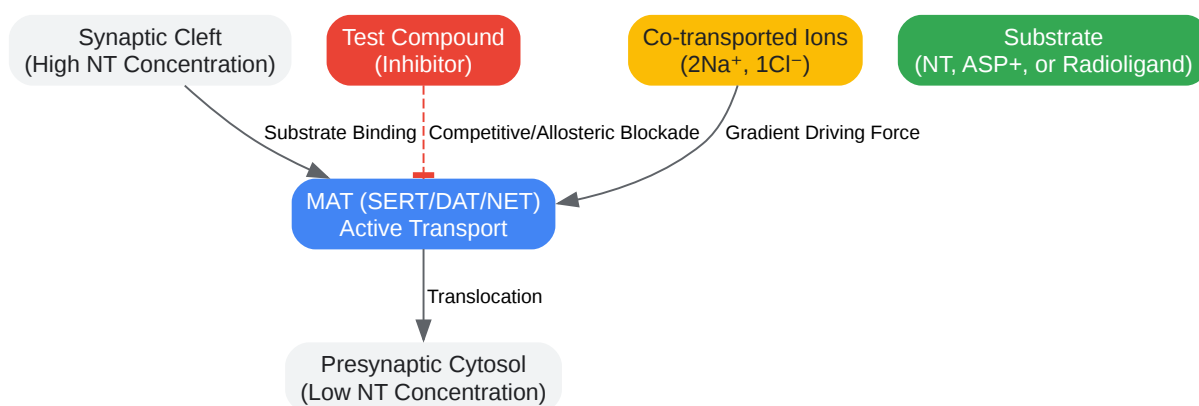 Synaptic Cleft
(High NT Concentration)
Test Compound
(Inhibitor)
Co-transported Ions
(2Na⁺, 1Cl⁻)
Substrate
(NT, ASP+, or Radioligand)
Substrate Binding
Competitive/Allosteric Blockade
Gradient Driving Force
MAT (SERT/DAT/NET)
Active Transport
Translocation
Presynaptic Cytosol
(Low NT Concentration)